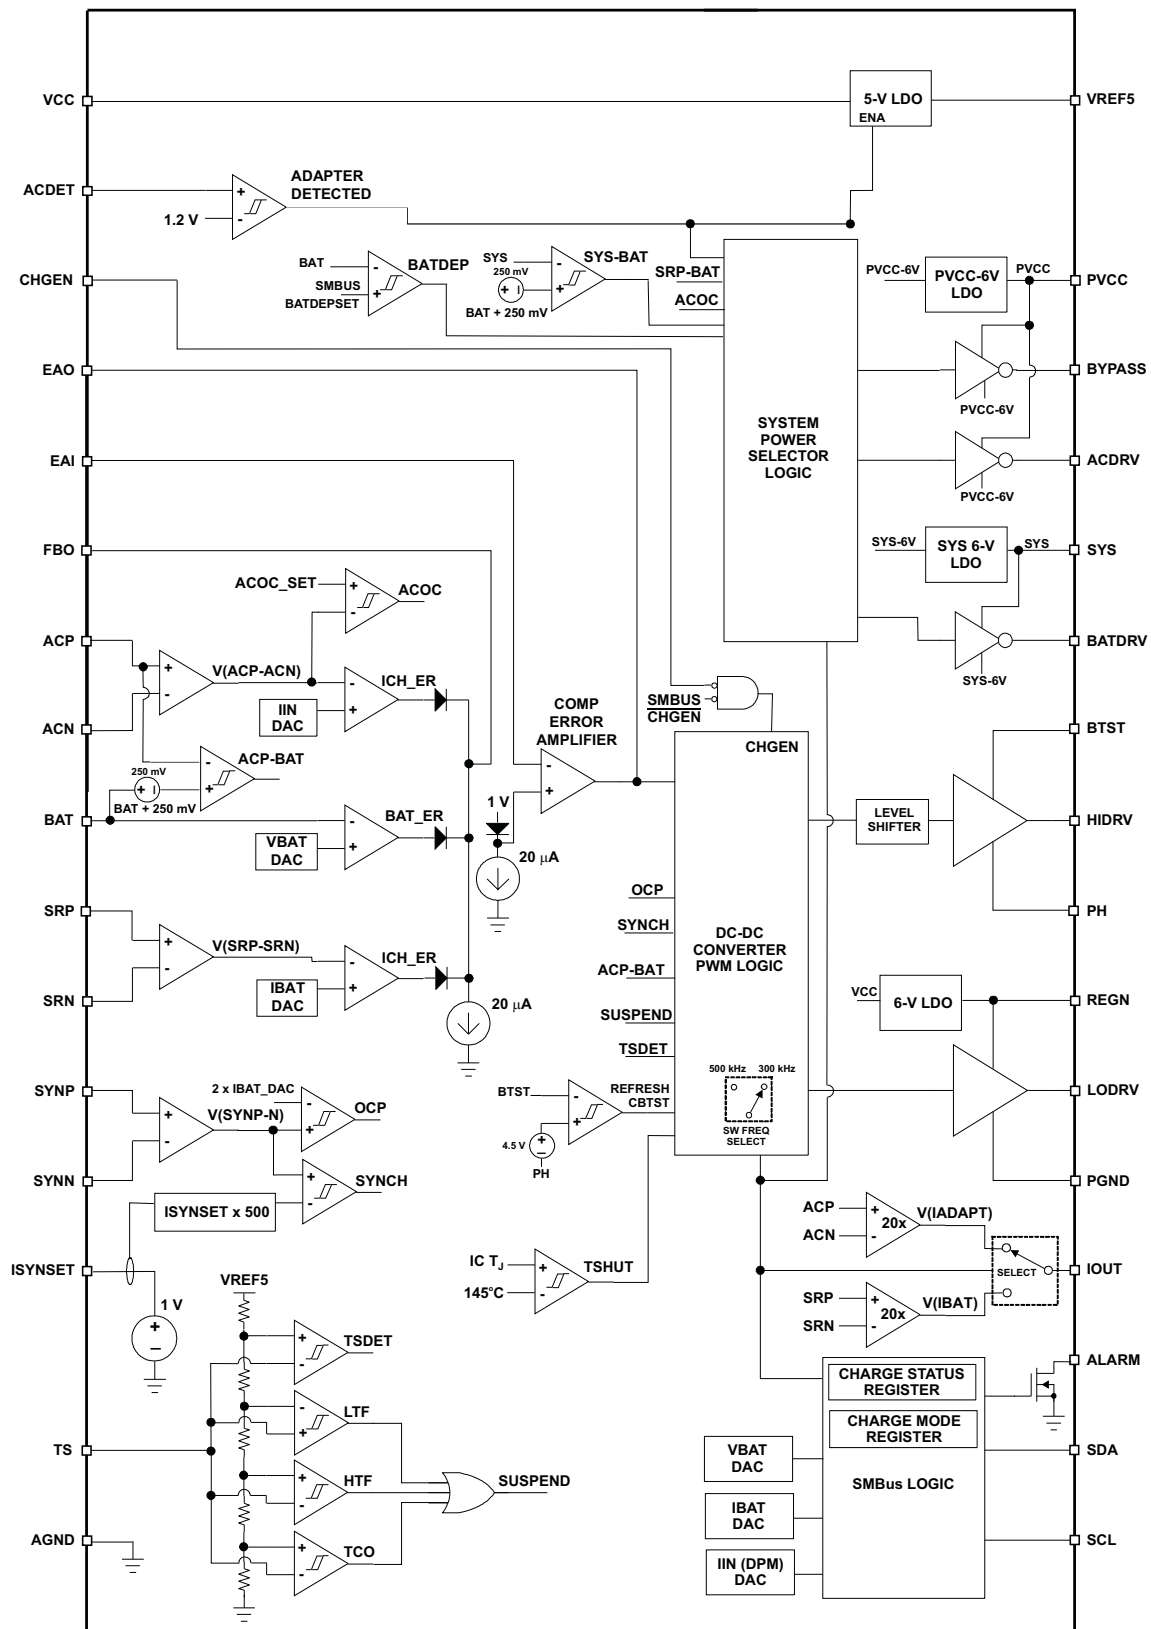 VCC
5-V LDO
ENA
VREF5
ACDET
ADAPTER
DETECTED
+
-
1.2 V
CHGEN
BAT
SMBUS
BATDEPSET
-
+
BATDEP
SYS
250 mV
BAT + 250 mV
-
+
SYS-BAT
SRP-BAT
ACOC
PVCC-6V
PVCC-6V
LDO
PVCC
PVCC
EAO
BYPASS
PVCC-6V
SYSTEM
POWER
SELECTOR
LOGIC
EAI
ACDRV
PVCC-6V
FBO
SYS-6V
SYS 6-V
LDO
SYS
SYS
ACOC_SET
+
-
ACOC
ACP
V(ACP-ACN)
+
-
BATDRV
SYS-6V
ICH_ER
-
+
IIN
DAC
ACN
COMP
ERROR
AMPLIFIER
SMBUS
CHGEN
CHGEN
BTST
ACP-BAT
250 mV
-
+
BAT + 250 mV
-
+
1 V
BAT
BAT_ER
-
+
VBAT
DAC
20 μA
LEVEL
SHIFTER
HIDRV
OCP
SYNCH
ACP-BAT
SUSPEND
TSDET
DC-DC
CONVERTER
PWM LOGIC
PH
SRP
V(SRP-SRN)
+
-
ICH_ER
-
+
IBAT
DAC
SRN
20 μA
VCC
6-V LDO
REGN
SYNP
2 x IBAT_DAC
-
+
OCP
V(SYNP-N)
+
-
BTST
-
+
REFRESH
CBTST
4.5 V
+
–
PH
500 kHz
300 kHz
SW FREQ
SELECT
LODRV
SYNN
+
-
SYNCH
ISYNSET x 500
PGND
ACP
ACN
+
-
20x
V(IADAPT)
ISYNSET
IC TJ
145°C
+
-
TSHUT
SELECT
IOUT
VREF5
1 V
+
–
SRP
SRN
+
-
20x
V(IBAT)
TSDET
+
-
ALARM
CHARGE STATUS
REGISTER
LTF
-
+
CHARGE MODE
REGISTER
TS
VBAT
DAC
SDA
HTF
+
-
SUSPEND
SMBus LOGIC
IBAT
DAC
AGND
TCO
+
-
SCL
IIN (DPM)
DAC